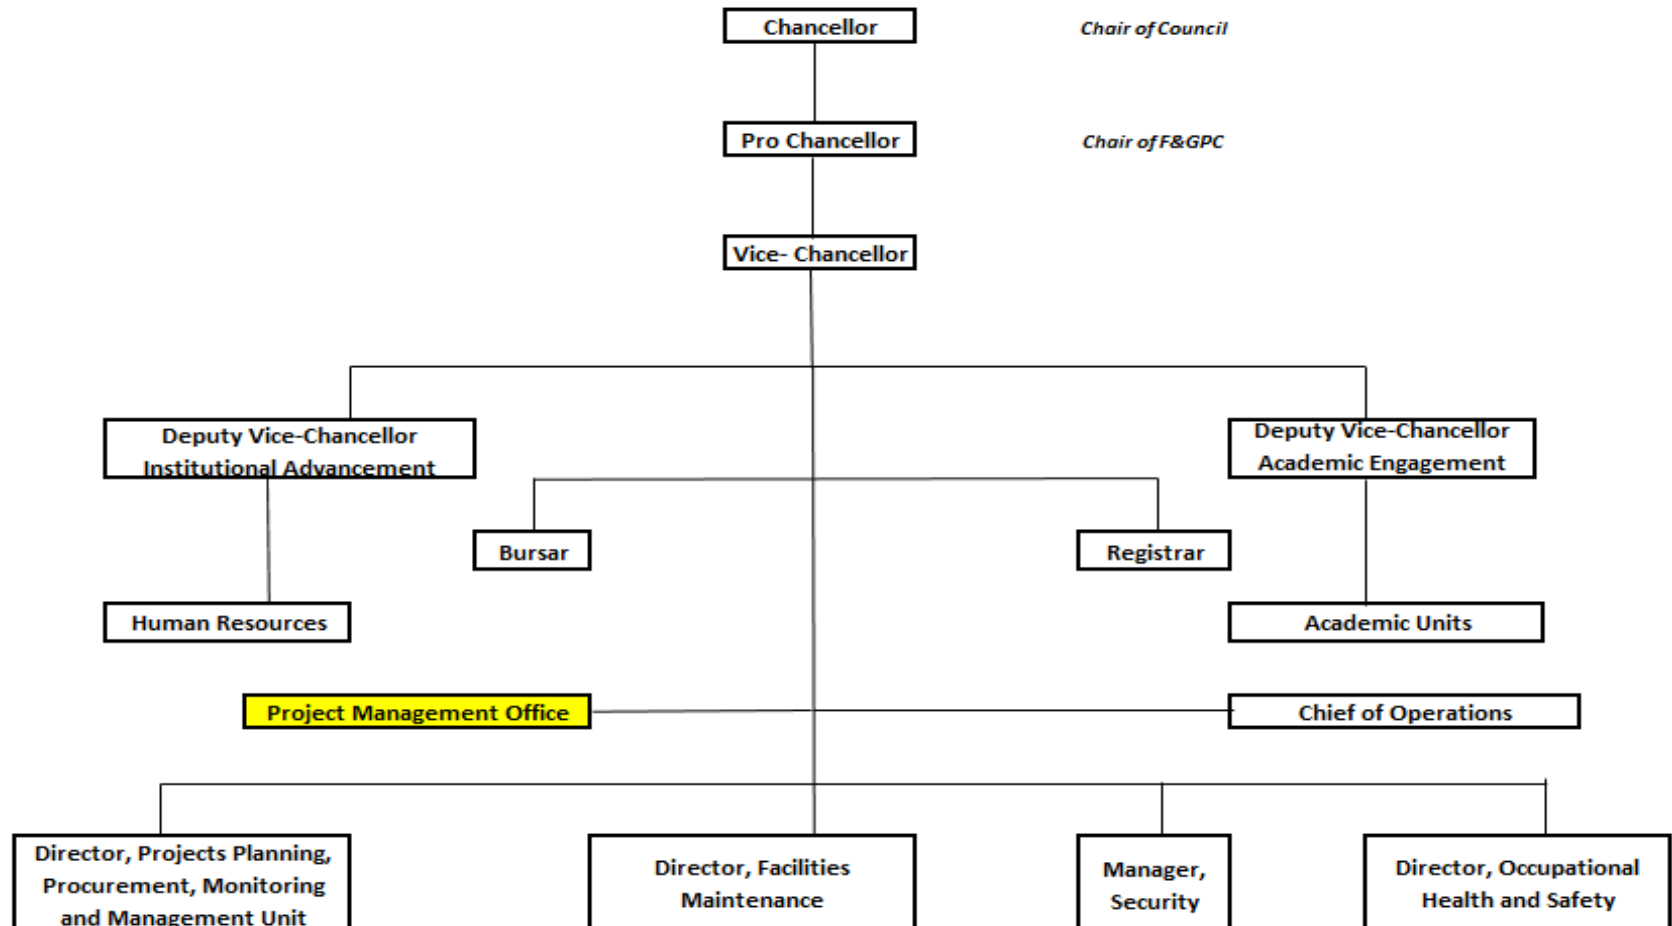 Chancellor
Chair of Council
Pro Chancellor
Chair of F&GPC
Vice- Chancellor
Deputy Vice-Chancellor
Institutional Advancement
Deputy Vice-Chancellor
Academic Engagement
Bursar
Registrar
Human Resources
Academic Units
Project Management Office
Chief of Operations
Director, Projects Planning,
Procurement, Monitoring
and Management Unit
Director, Facilities
Maintenance
Manager,
Security
Director, Occupational
Health and Safety